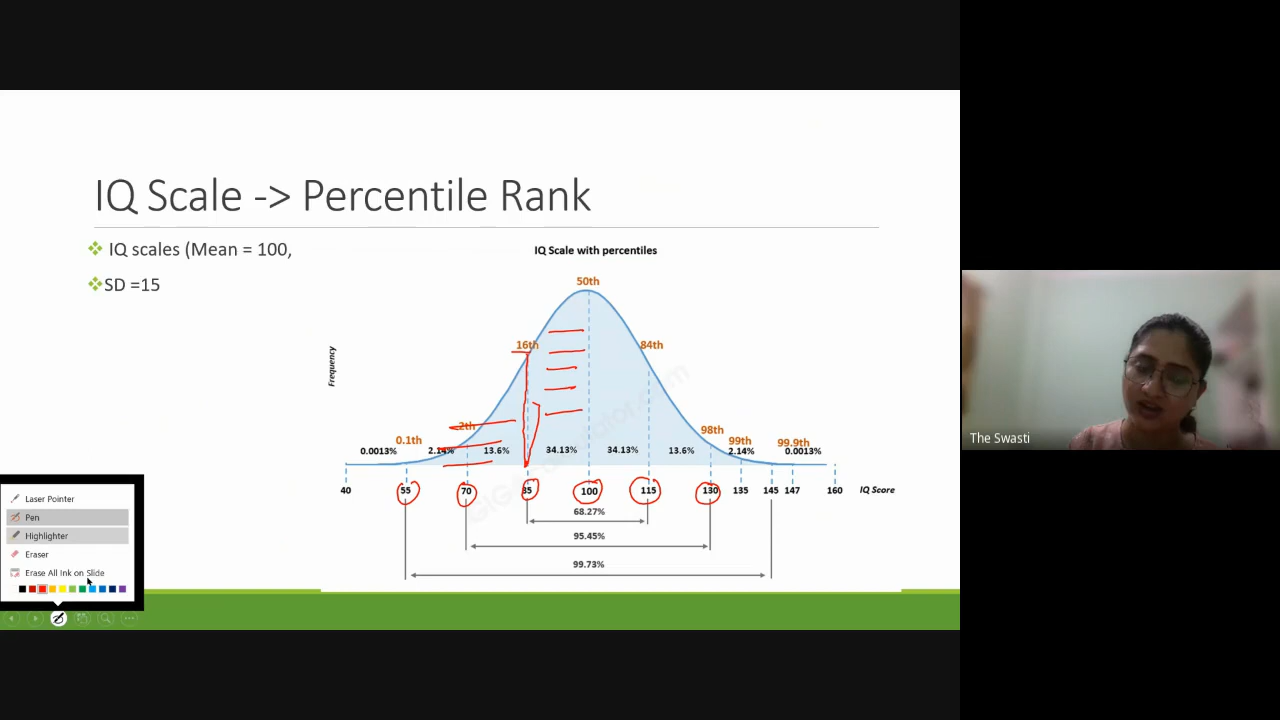 IQ Scale -> Percentile Rank
❖ IQ scales (Mean = 100,
❖SD =15
IQ Scale with percentiles
50th
16th
84th
Frequency
2th
98th
0.1th
99th
99.9th
0.0013%
2.14%
13.6%
34.13%
34.13%
13.6%
2.14%
0.0013%
40
55
70
85
100
115
130
135
145
147
160
IQ Score
68.27%
95.45%
99.73%
Laser Pointer
Pen
Highlighter
Eraser
Erase All Ink on Slide
The Swasti